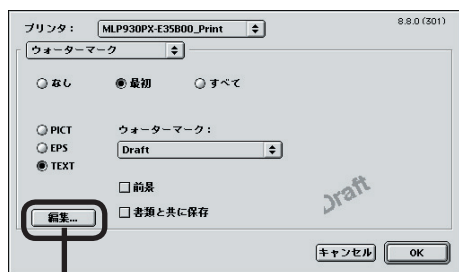 プリンタ： MLP930PX-E35B00_Print 8.8.0 (301)
ウォーターマーク
なし 最初 すべて
PICT ウォーターマーク：
EPS Draft
TEXT
前景
編集... 書類と共に保存
Draft
キャンセル OK